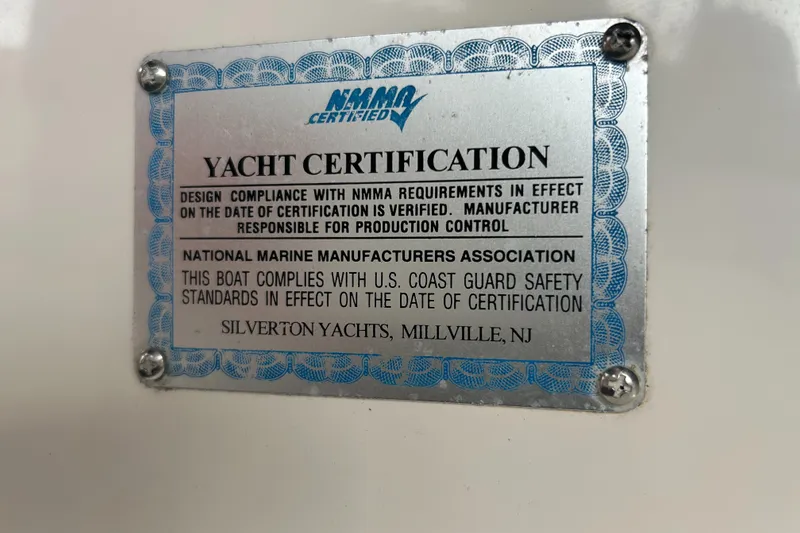 NMMA
CERTIFIED
YACHT CERTIFICATION
DESIGN COMPLIANCE WITH NMMA REQUIREMENTS IN EFFECT
ON THE DATE OF CERTIFICATION IS VERIFIED. MANUFACTURER
RESPONSIBLE FOR PRODUCTION CONTROL
NATIONAL MARINE MANUFACTURERS ASSOCIATION
THIS BOAT COMPLIES WITH U.S. COAST GUARD SAFETY
STANDARDS IN EFFECT ON THE DATE OF CERTIFICATION
SILVERTON YACHTS, MILLVILLE, NJ